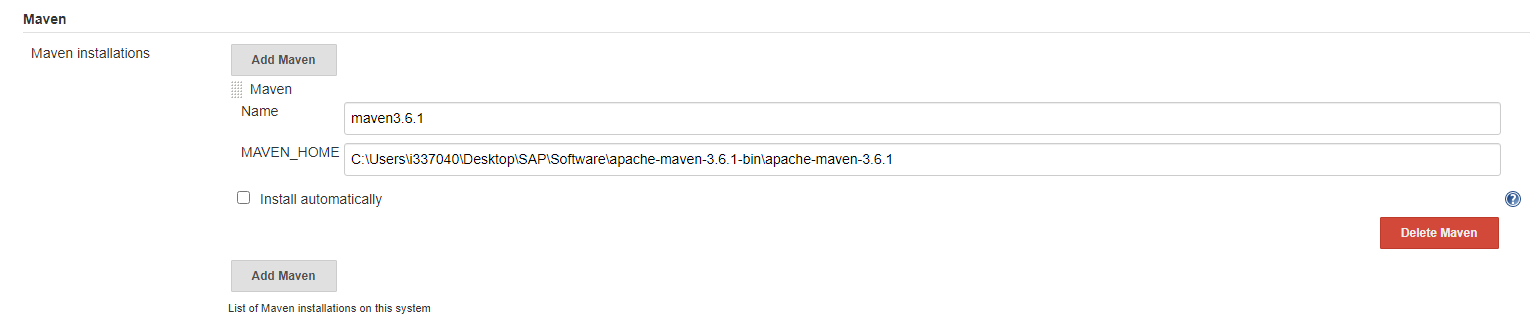 Maven
Maven installations
Add Maven
Maven
Name
maven3.6.1
MAVEN_HOME
C:\Users\i337040\Desktop\SAP\Software\apache-maven-3.6.1-bin\apache-maven-3.6.1
Install automatically
?
Delete Maven
Add Maven
List of Maven installations on this system